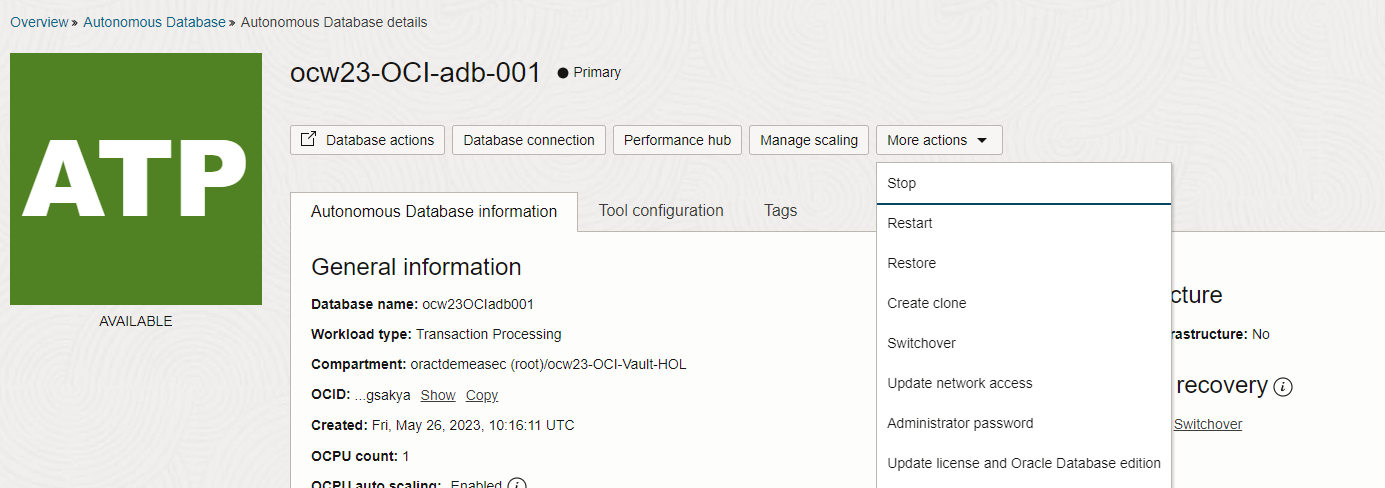 Overview » Autonomous Database » Autonomous Database details
ATP
AVAILABLE
ocw23-OCI-adb-001 ● Primary
Database actions Database connection Performance hub Manage scaling More actions
Stop
Restart
Restore
Create clone
Switchover
Update network access
Administrator password
Update license and Oracle Database edition
Autonomous Database information Tool configuration Tags
General information
Database name: ocw23OCIadb001
Workload type: Transaction Processing
Compartment: oractdemeasec (root)/ocw23-OCI-Vault-HOL
OCID: ...gsakya Show Copy
Created: Fri, May 26, 2023, 10:16:11 UTC
OCPU count: 1
OCPU auto scaling: Enabled
cture
rastructure: No
recovery
Switchover